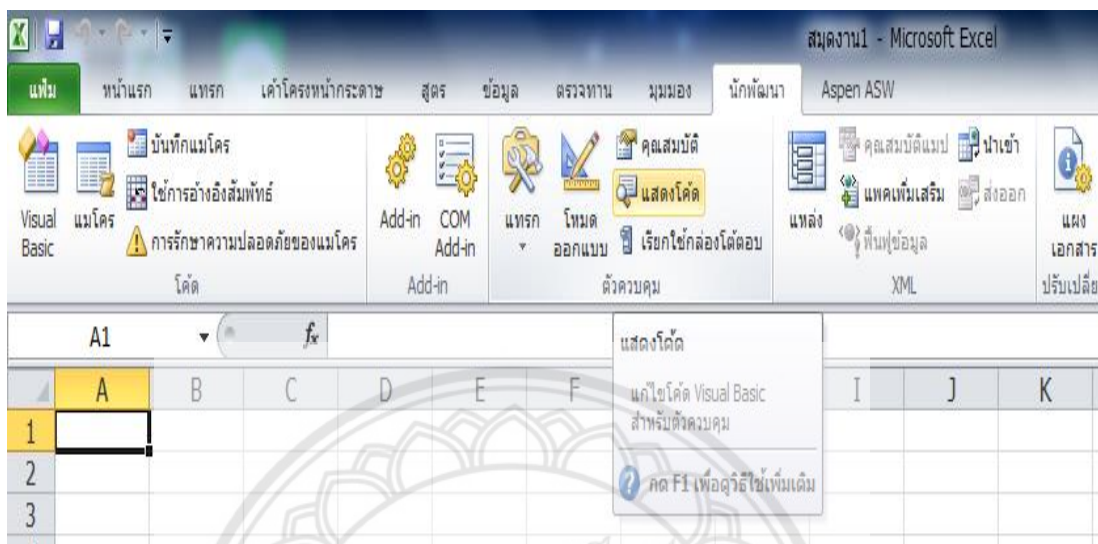 สมุดงาน1 - Microsoft Excel
แฟ้ม หน้าแรก แทรก เค้าโครงหน้ากระดาษ สูตร ข้อมูล ตรวจทาน มุมมอง นักพัฒนา Aspen ASW
Visual Basic
แมโคร
บันทึกแมโคร
ใช้การอ้างอิงสัมพัทธ์
การรักษาความปลอดภัยของแมโคร
โค้ด
Add-in
COM Add-in
Add-in
แทรก
โหมดออกแบบ
คุณสมบัติ
แสดงโค้ด
เรียกใช้กล่องโต้ตอบ
ตัวควบคุม
แหล่ง
คุณสมบัติแมป
แพคเพิ่มเสริม
ฟื้นฟูข้อมูล
นำเข้า
ส่งออก
XML
แผง
เอกสาร
ปรับเปลี่ย
A1 fx
แสดงโค้ด
แก้ไขโค้ด Visual Basic
สำหรับตัวควบคุม
กด F1 เพื่อดูวิธีใช้เพิ่มเติม
A B C D E F I J K
1
2
3